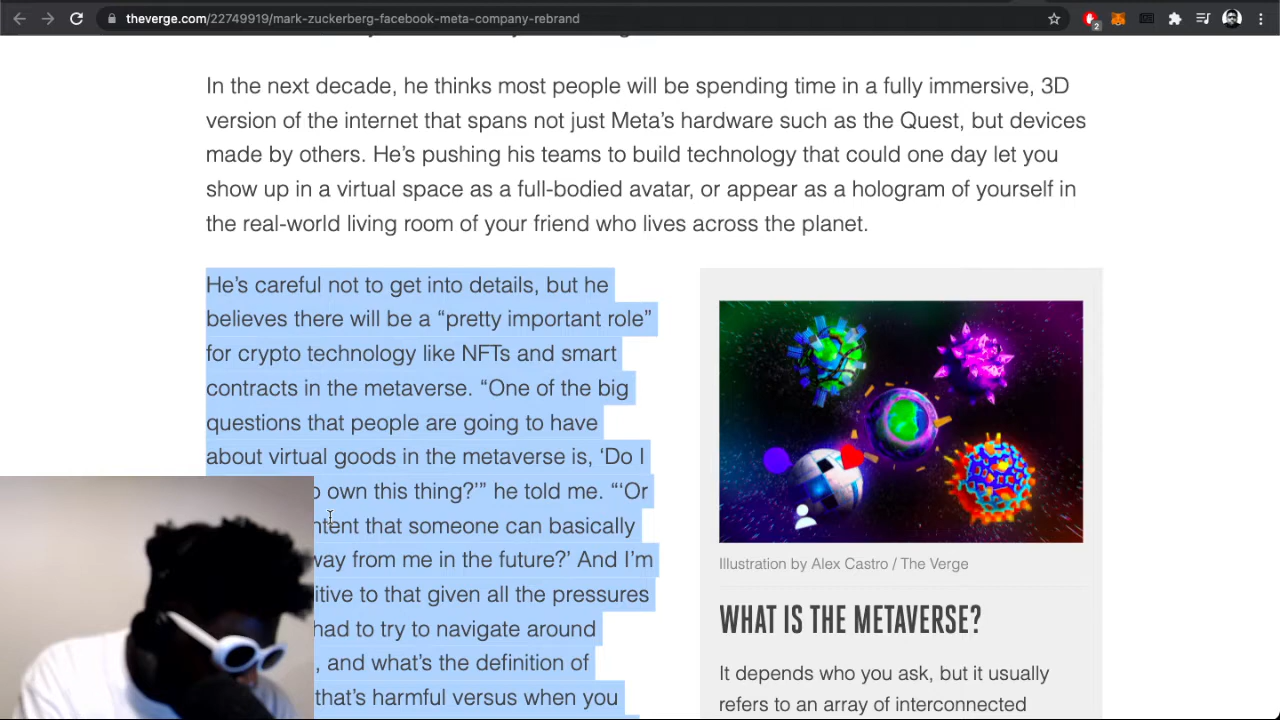 theverge.com/22749919/mark-zuckerberg-facebook-meta-company-rebrand
2
In the next decade, he thinks most people will be spending time in a fully immersive, 3D
version of the internet that spans not just Meta’s hardware such as the Quest, but devices
made by others. He’s pushing his teams to build technology that could one day let you
show up in a virtual space as a full-bodied avatar, or appear as a hologram of yourself in
the real-world living room of your friend who lives across the planet.
He’s careful not to get into details, but he
believes there will be a “pretty important role”
for crypto technology like NFTs and smart
contracts in the metaverse. “One of the big
questions that people are going to have
about virtual goods in the metaverse is, ‘Do I
own this thing?’” he told me. “‘Or
that someone can basically
from me in the future?’ And I’m
to that given all the pressures
had to try to navigate around
, and what’s the definition of
that’s harmful versus when you
Illustration by Alex Castro / The Verge
WHAT IS THE METAVERSE?
It depends who you ask, but it usually
refers to an array of interconnected